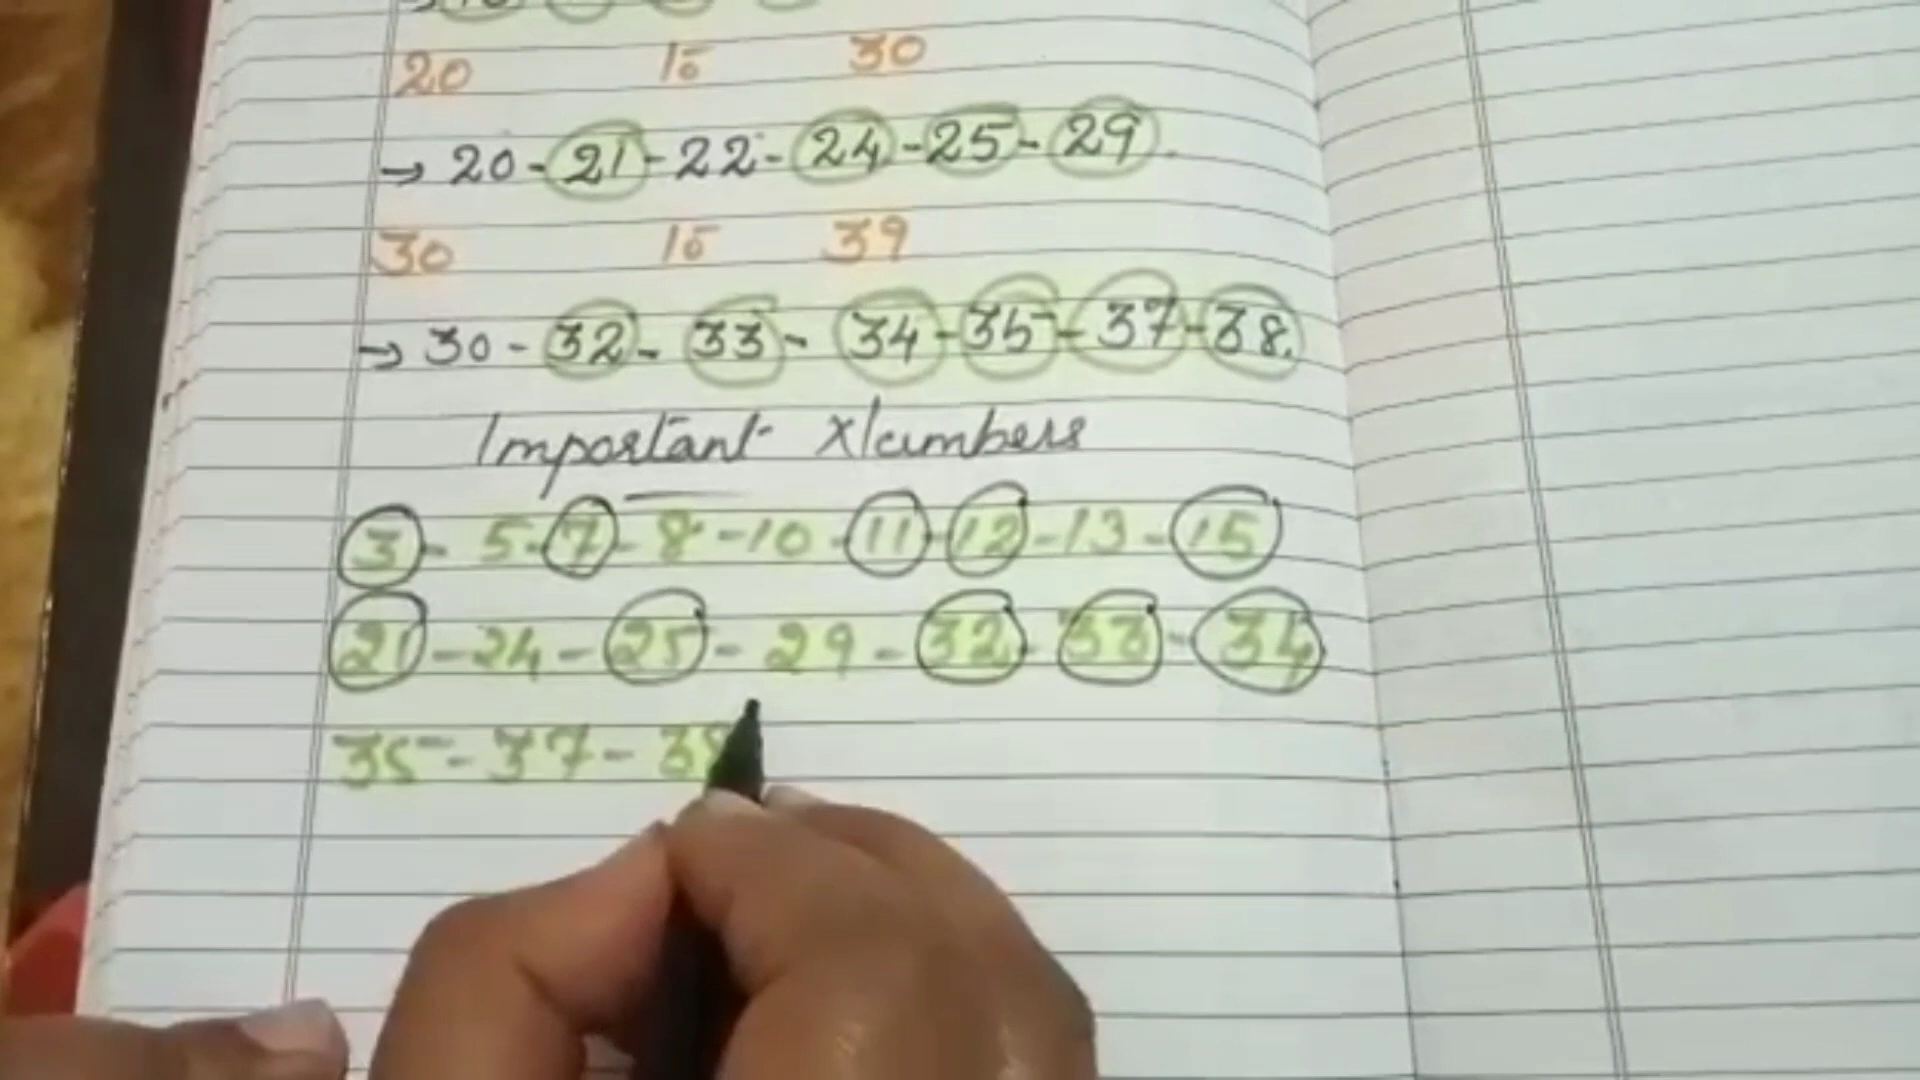 20 to 30
→ 20 - 21 - 22 - 24 - 25 - 29.
30 to 39
→ 30 - 32 - 33 - 34 - 35 - 37 - 38.
Important Numbers
3 - 5 - 7 - 8 - 10 - 11 - 12 - 13 - 15
21 - 24 - 25 - 29 - 32 - 33 - 34
35 - 37 - 38